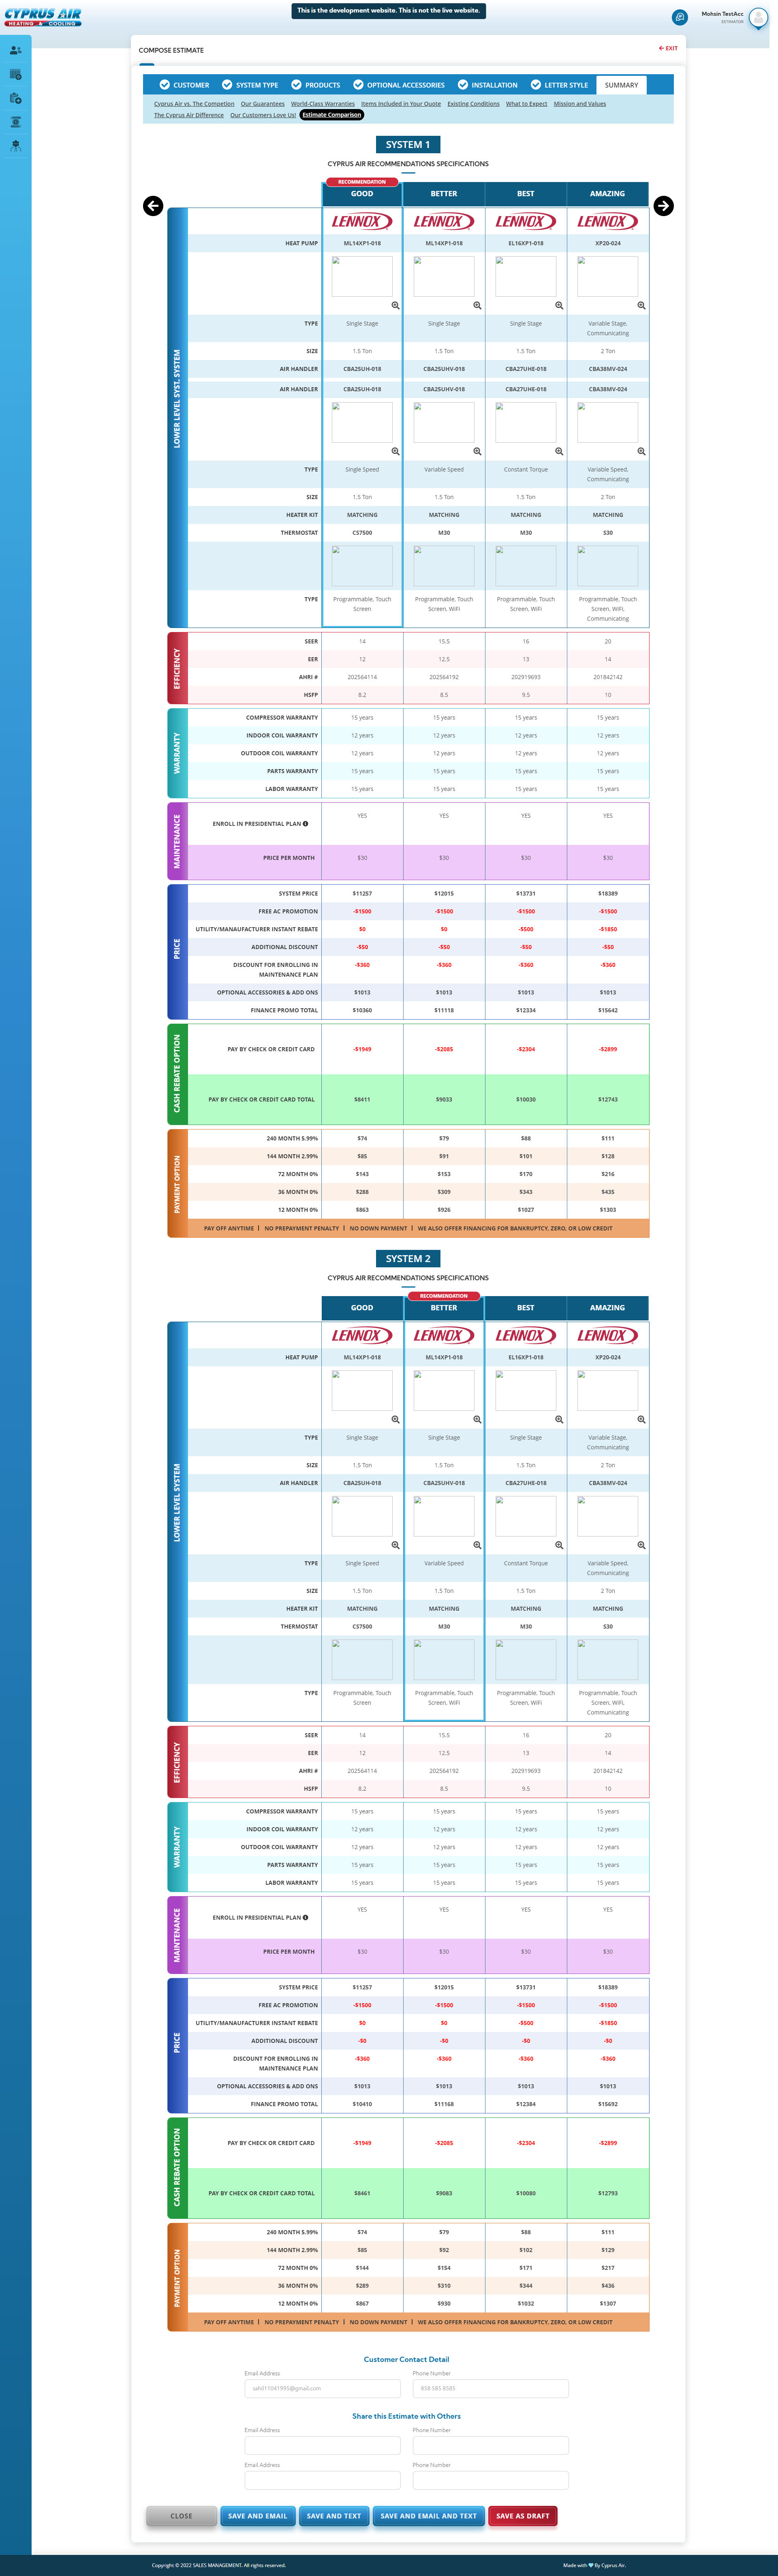 CYPRUS AIR
HEATING & COOLING
This is the development website. This is not the live website.
Mohsin TestAcc
ESTIMATOR
COMPOSE ESTIMATE
EXIT
CUSTOMER SYSTEM TYPE PRODUCTS OPTIONAL ACCESSORIES INSTALLATION LETTER STYLE SUMMARY
Cyprus Air vs. The Competion Our Guarantees World-Class Warranties Items Included in Your Quote Existing Conditions What to Expect Mission and Values
The Cyprus Air Difference Our Customers Love Us! Estimate Comparison
SYSTEM 1
CYPRUS AIR RECOMMENDATIONS SPECIFICATIONS
RECOMMENDATION
GOOD BETTER BEST AMAZING
LOWER LEVEL SYST. SYSTEM
LENNOX LENNOX LENNOX LENNOX
HEAT PUMP ML14XP1-018 ML14XP1-018 EL16XP1-018 XP20-024
TYPE Single Stage Single Stage Single Stage Variable Stage, Communicating
SIZE 1.5 Ton 1.5 Ton 1.5 Ton 2 Ton
AIR HANDLER CBA25UH-018 CBA25UHV-018 CBA27UHE-018 CBA38MV-024
AIR HANDLER CBA25UH-018 CBA25UHV-018 CBA27UHE-018 CBA38MV-024
TYPE Single Speed Variable Speed Constant Torque Variable Speed, Communicating
SIZE 1.5 Ton 1.5 Ton 1.5 Ton 2 Ton
HEATER KIT MATCHING MATCHING MATCHING MATCHING
THERMOSTAT CS7500 M30 M30 S30
TYPE Programmable, Touch Screen Programmable, Touch Screen, WiFi Programmable, Touch Screen, WiFi Programmable, Touch Screen, WiFi, Communicating
EFFICIENCY
SEER 14 15.5 16 20
EER 12 12.5 13 14
AHRI # 202564114 202564192 202919693 201842142
HSFP 8.2 8.5 9.5 10
WARRANTY
COMPRESSOR WARRANTY 15 years 15 years 15 years 15 years
INDOOR COIL WARRANTY 12 years 12 years 12 years 12 years
OUTDOOR COIL WARRANTY 12 years 12 years 12 years 12 years
PARTS WARRANTY 15 years 15 years 15 years 15 years
LABOR WARRANTY 15 years 15 years 15 years 15 years
MAINTENANCE
ENROLL IN PRESIDENTIAL PLAN YES YES YES YES
PRICE PER MONTH $30 $30 $30 $30
PRICE
SYSTEM PRICE $11257 $12015 $13731 $18389
FREE AC PROMOTION -$1500 -$1500 -$1500 -$1500
UTILITY/MANAUFACTURER INSTANT REBATE $0 $0 -$500 -$1850
ADDITIONAL DISCOUNT -$50 -$50 -$50 -$50
DISCOUNT FOR ENROLLING IN MAINTENANCE PLAN -$360 -$360 -$360 -$360
OPTIONAL ACCESSORIES & ADD ONS $1013 $1013 $1013 $1013
FINANCE PROMO TOTAL $10360 $11118 $12334 $15642
CASH REBATE OPTION
PAY BY CHECK OR CREDIT CARD -$1949 -$2085 -$2304 -$2899
PAY BY CHECK OR CREDIT CARD TOTAL $8411 $9033 $10030 $12743
PAYMENT OPTION
240 MONTH 5.99% $74 $79 $88 $111
144 MONTH 2.99% $85 $91 $101 $128
72 MONTH 0% $143 $153 $170 $216
36 MONTH 0% $288 $309 $343 $435
12 MONTH 0% $863 $926 $1027 $1303
PAY OFF ANYTIME | NO PREPAYMENT PENALTY | NO DOWN PAYMENT | WE ALSO OFFER FINANCING FOR BANKRUPTCY, ZERO, OR LOW CREDIT
SYSTEM 2
CYPRUS AIR RECOMMENDATIONS SPECIFICATIONS
RECOMMENDATION
GOOD BETTER BEST AMAZING
LOWER LEVEL SYSTEM
LENNOX LENNOX LENNOX LENNOX
HEAT PUMP ML14XP1-018 ML14XP1-018 EL16XP1-018 XP20-024
TYPE Single Stage Single Stage Single Stage Variable Stage, Communicating
SIZE 1.5 Ton 1.5 Ton 1.5 Ton 2 Ton
AIR HANDLER CBA25UH-018 CBA25UHV-018 CBA27UHE-018 CBA38MV-024
TYPE Single Speed Variable Speed Constant Torque Variable Speed, Communicating
SIZE 1.5 Ton 1.5 Ton 1.5 Ton 2 Ton
HEATER KIT MATCHING MATCHING MATCHING MATCHING
THERMOSTAT CS7500 M30 M30 S30
TYPE Programmable, Touch Screen Programmable, Touch Screen, WiFi Programmable, Touch Screen, WiFi Programmable, Touch Screen, WiFi, Communicating
EFFICIENCY
SEER 14 15.5 16 20
EER 12 12.5 13 14
AHRI # 202564114 202564192 202919693 201842142
HSFP 8.2 8.5 9.5 10
WARRANTY
COMPRESSOR WARRANTY 15 years 15 years 15 years 15 years
INDOOR COIL WARRANTY 12 years 12 years 12 years 12 years
OUTDOOR COIL WARRANTY 12 years 12 years 12 years 12 years
PARTS WARRANTY 15 years 15 years 15 years 15 years
LABOR WARRANTY 15 years 15 years 15 years 15 years
MAINTENANCE
ENROLL IN PRESIDENTIAL PLAN YES YES YES YES
PRICE PER MONTH $30 $30 $30 $30
PRICE
SYSTEM PRICE $11257 $12015 $13731 $18389
FREE AC PROMOTION -$1500 -$1500 -$1500 -$1500
UTILITY/MANAUFACTURER INSTANT REBATE $0 $0 -$500 -$1850
ADDITIONAL DISCOUNT -$0 -$0 -$0 -$0
DISCOUNT FOR ENROLLING IN MAINTENANCE PLAN -$360 -$360 -$360 -$360
OPTIONAL ACCESSORIES & ADD ONS $1013 $1013 $1013 $1013
FINANCE PROMO TOTAL $10410 $11168 $12384 $15692
CASH REBATE OPTION
PAY BY CHECK OR CREDIT CARD -$1949 -$2085 -$2304 -$2899
PAY BY CHECK OR CREDIT CARD TOTAL $8461 $9083 $10080 $12793
PAYMENT OPTION
240 MONTH 5.99% $74 $79 $88 $111
144 MONTH 2.99% $85 $92 $102 $129
72 MONTH 0% $144 $154 $171 $217
36 MONTH 0% $289 $310 $344 $436
12 MONTH 0% $867 $930 $1032 $1307
PAY OFF ANYTIME | NO PREPAYMENT PENALTY | NO DOWN PAYMENT | WE ALSO OFFER FINANCING FOR BANKRUPTCY, ZERO, OR LOW CREDIT
Customer Contact Detail
Email Address Phone Number
sahil11041995@gmail.com 858 585 8585
Share this Estimate with Others
Email Address Phone Number
Email Address Phone Number
CLOSE SAVE AND EMAIL SAVE AND TEXT SAVE AND EMAIL AND TEXT SAVE AS DRAFT
Copyright © 2022 SALES MANAGEMENT. All rights reserved. Made with By Cyprus Air.